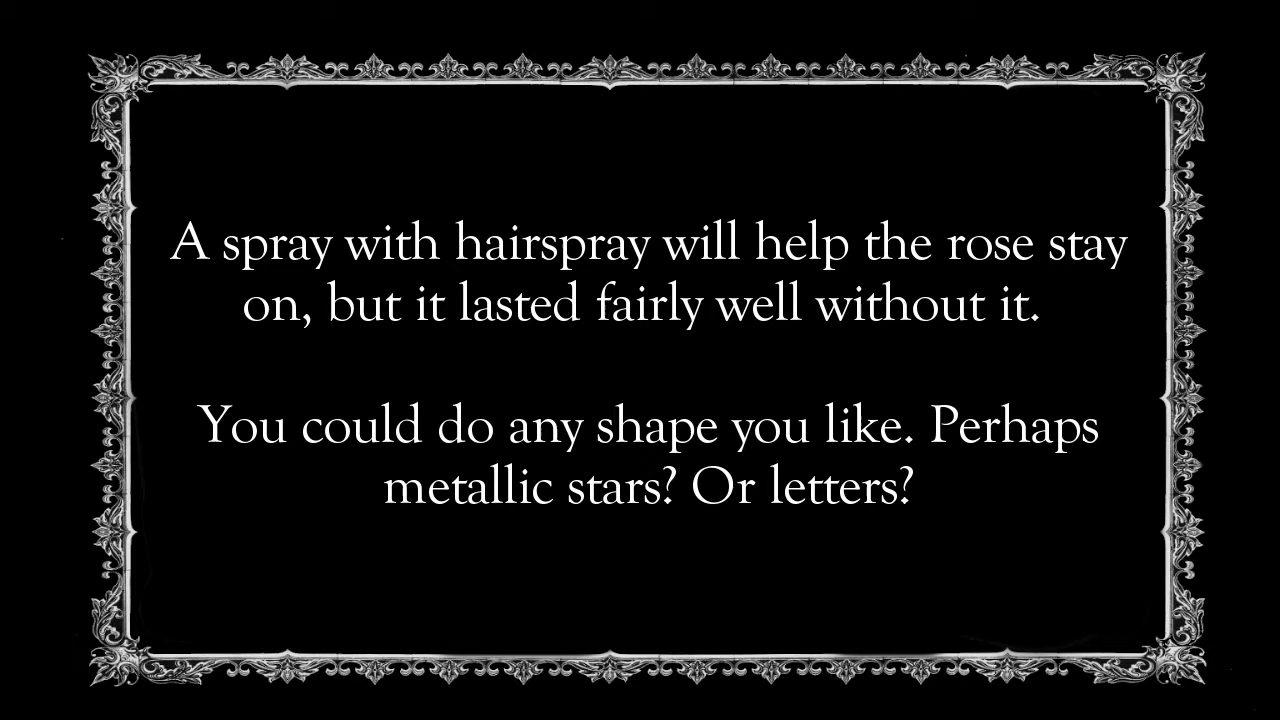 A spray with hairspray will help the rose stay
on, but it lasted fairly well without it.
You could do any shape you like. Perhaps
metallic stars? Or letters?